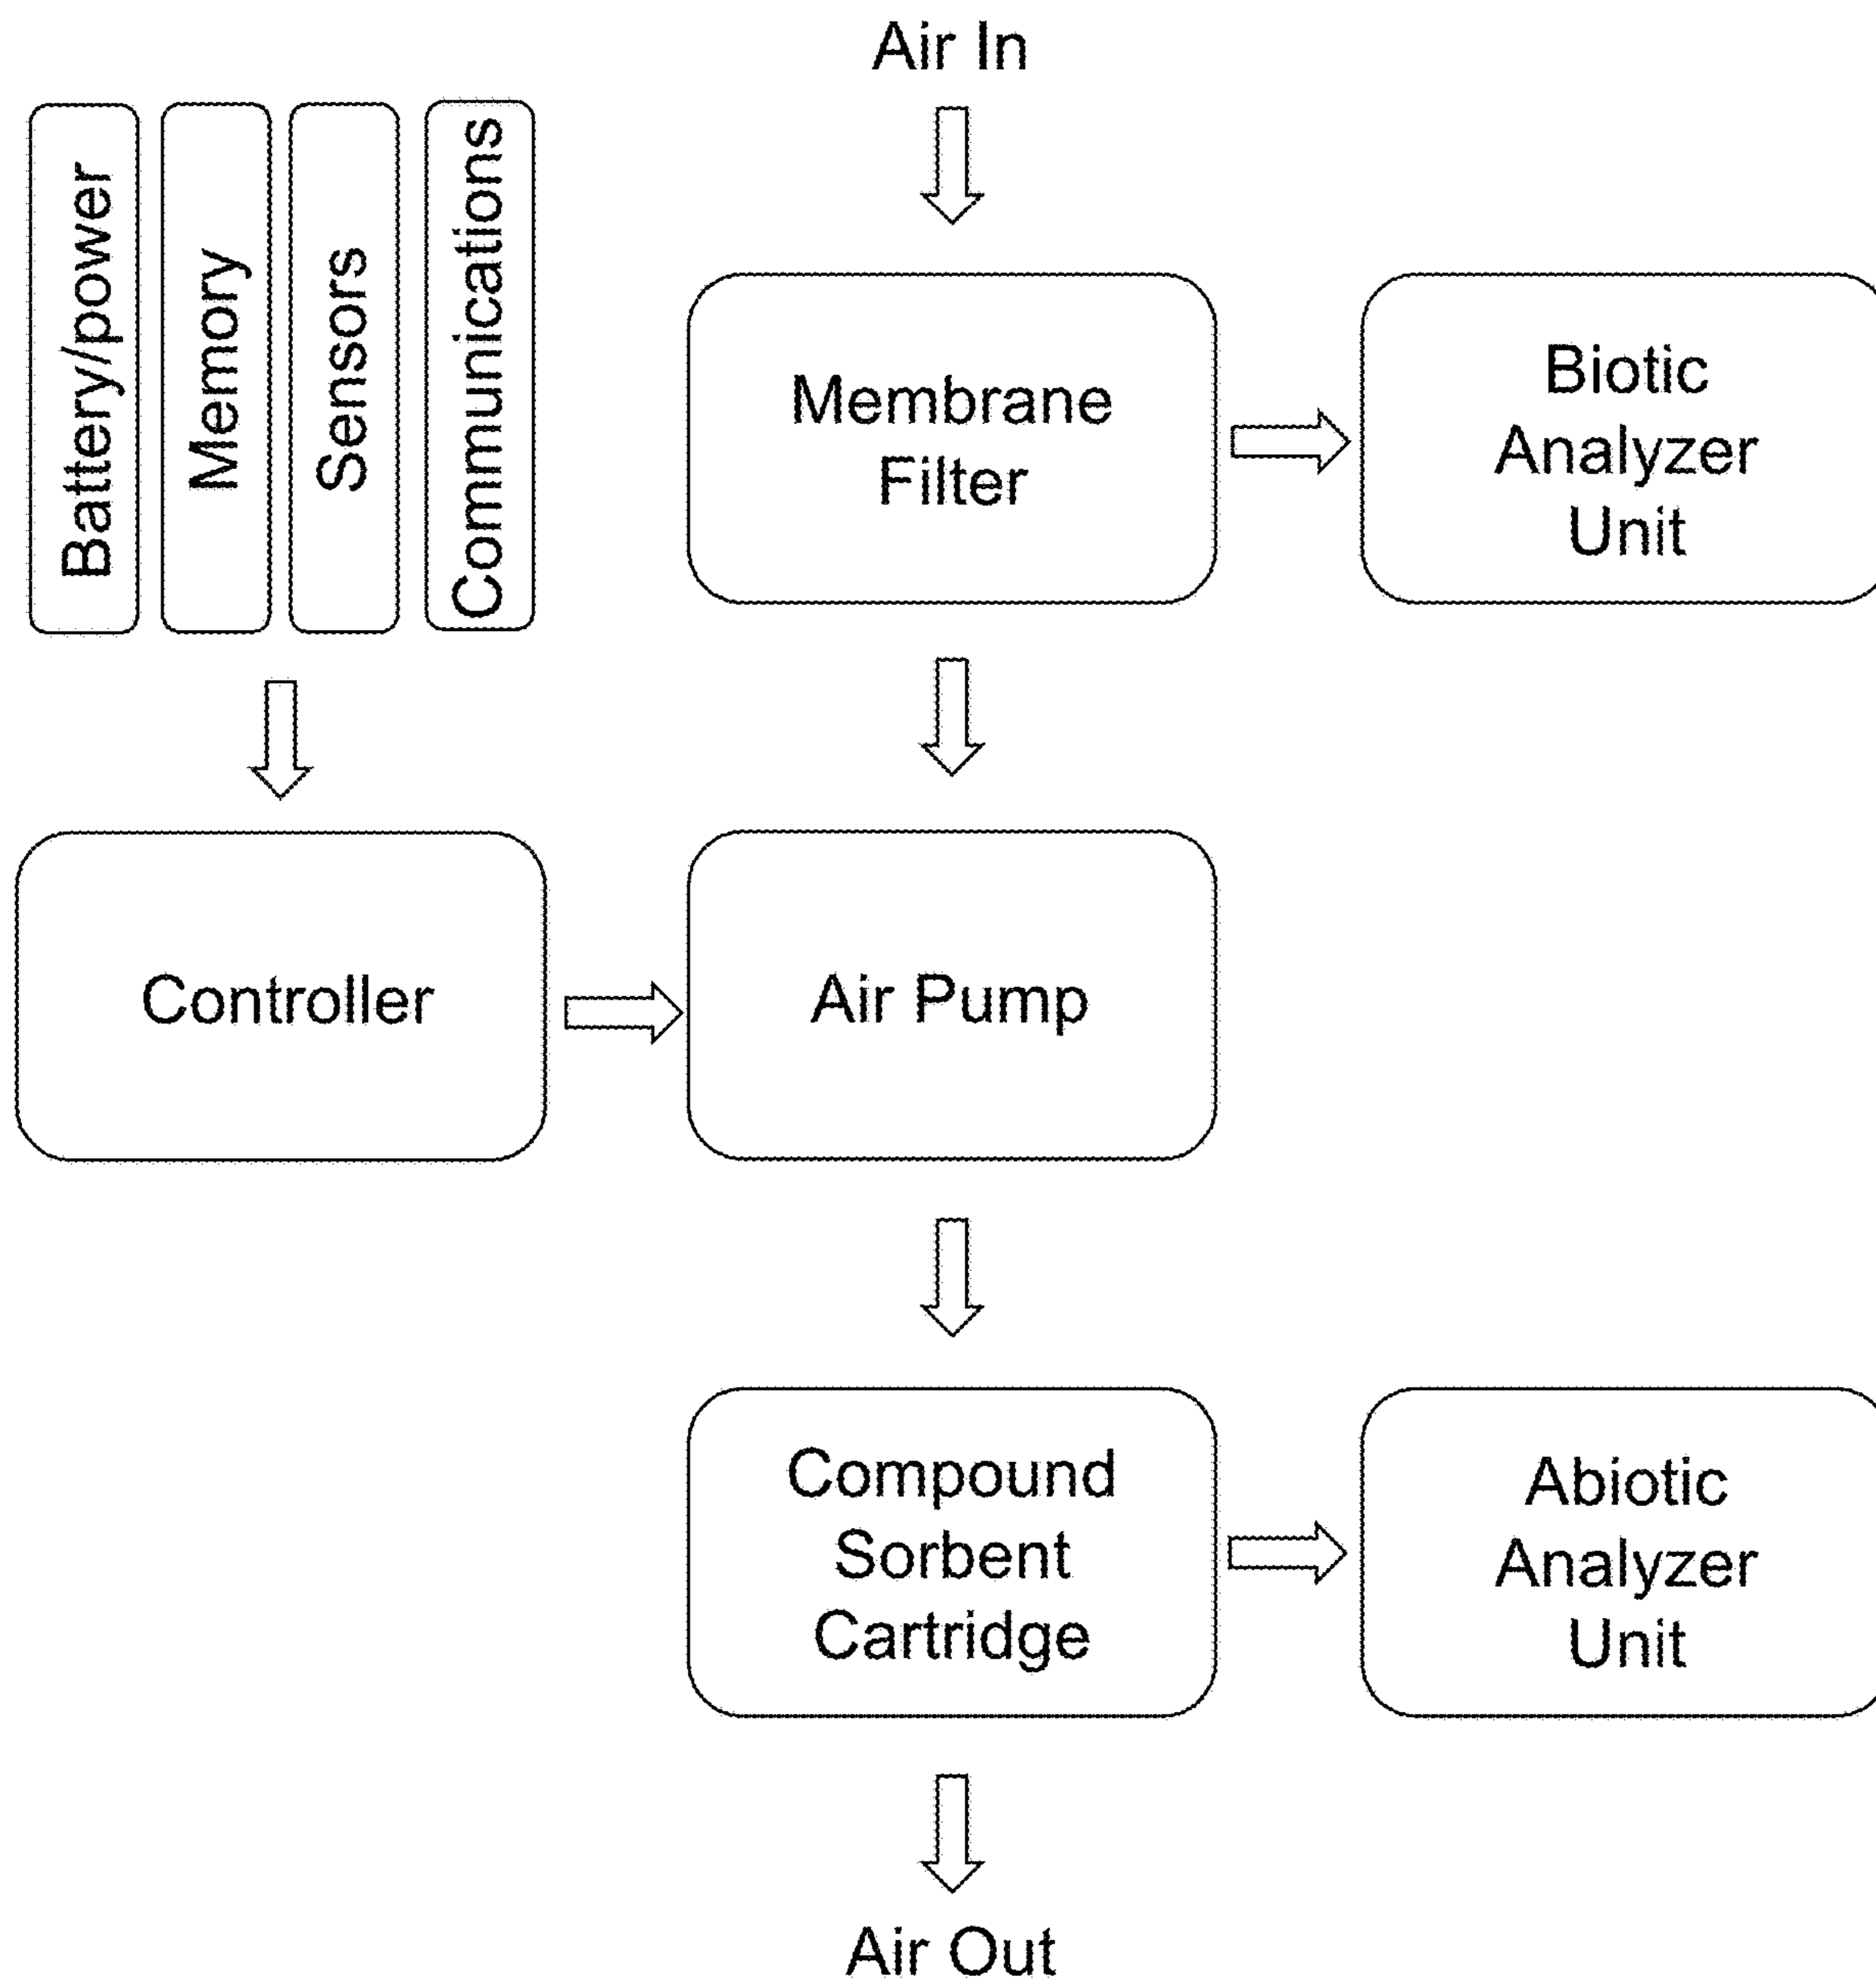 Air In
Battery/power
Memory
Sensors
Communications
Membrane
Filter
Biotic
Analyzer
Unit
Controller
Air Pump
Compound
Sorbent
Cartridge
Abiotic
Analyzer
Unit
Air Out